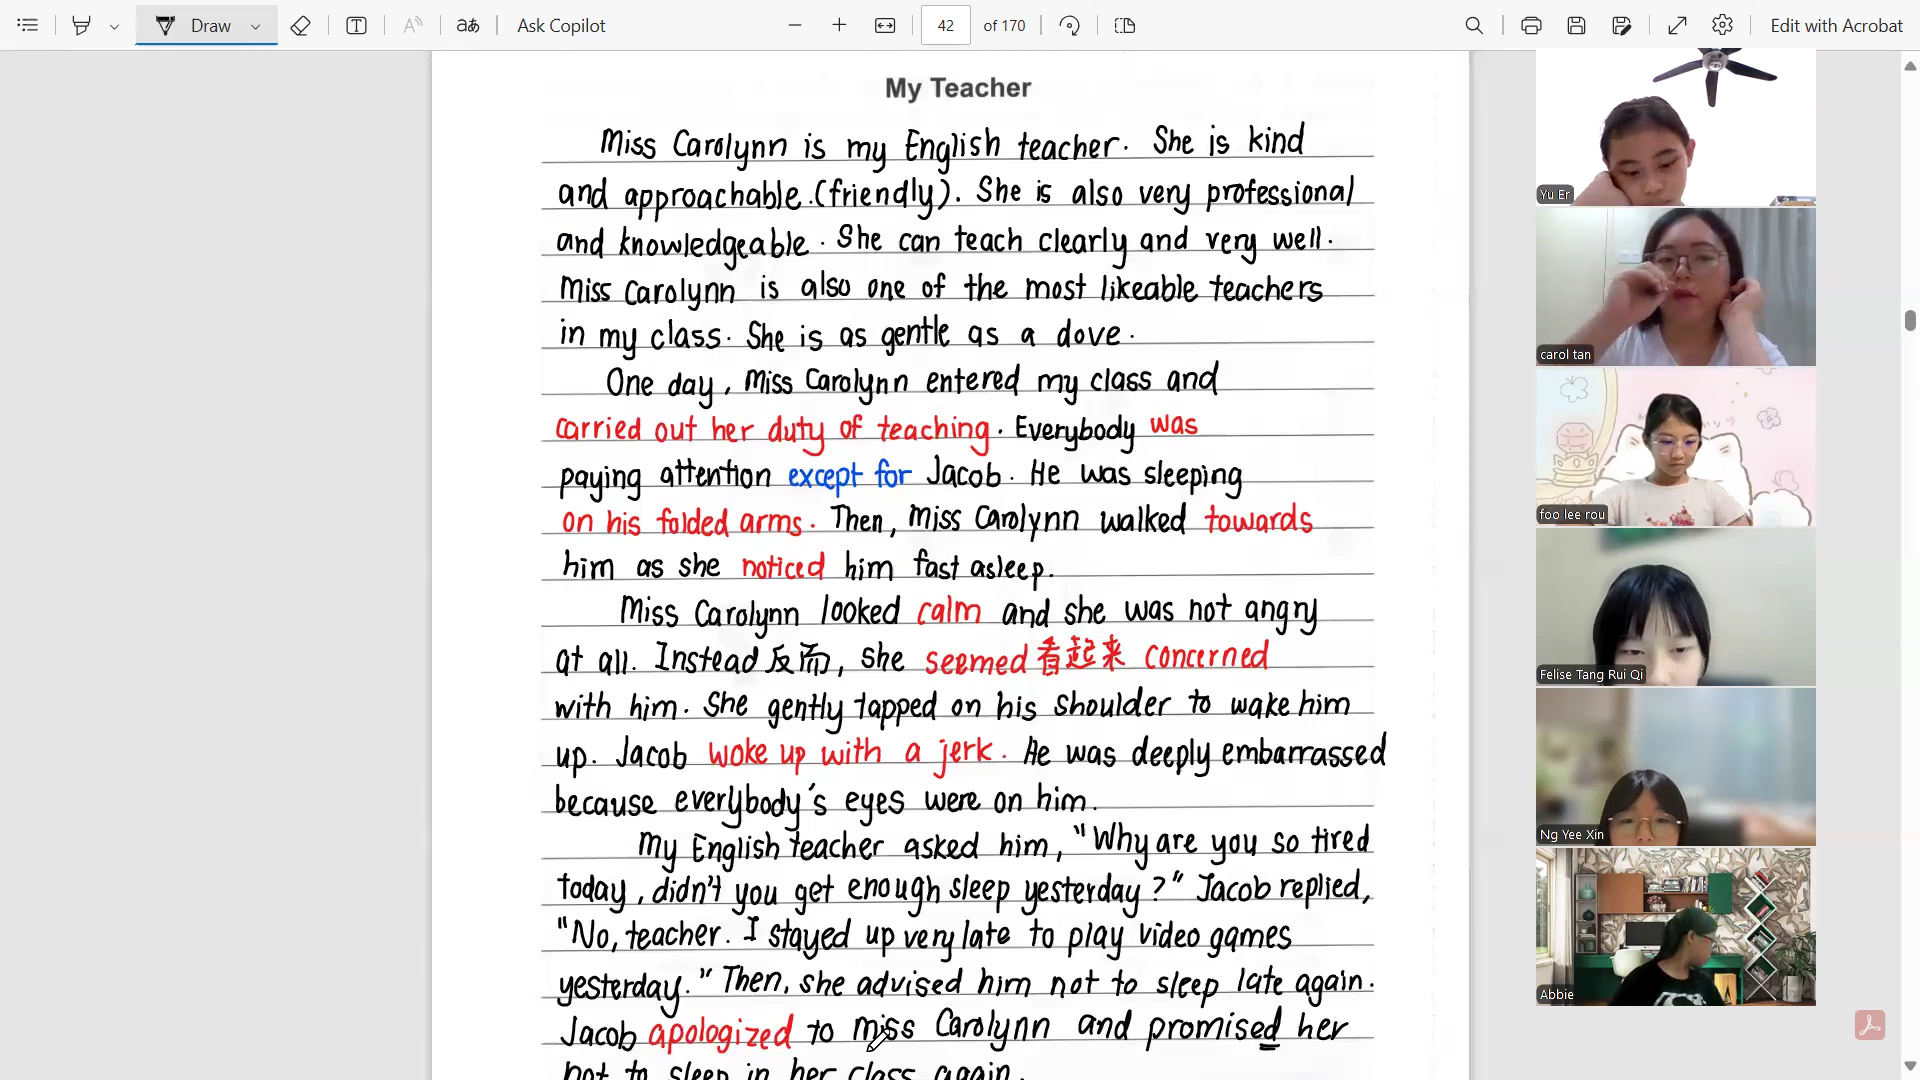 Draw
Ask Copilot
42 of 170
Edit with Acrobat
My Teacher
Miss Carolynn is my English teacher. She is kind
and approachable.(friendly). She is also very professional
and knowledgeable. She can teach clearly and very well.
Miss Carolynn is also one of the most likeable teachers
in my class. She is as gentle as a dove.
One day, Miss Carolynn entered my class and
carried out her duty of teaching. Everybody was
paying attention except for Jacob. He was sleeping
on his folded arms. Then, Miss Carolynn walked towards
him as she noticed him fast asleep.
Miss Carolynn looked calm and she was not angry
at all. Instead 反而, she seemed 看起来 concerned
with him. She gently tapped on his shoulder to wake him
up. Jacob woke up with a jerk. He was deeply embarrassed
because everybody's eyes were on him.
My English teacher asked him, "Why are you so tired
today, didn't you get enough sleep yesterday?" Jacob replied,
"No, teacher. I stayed up very late to play video games
yesterday." Then, she advised him not to sleep late again.
Jacob apologized to Miss Carolynn and promised her
not to sleep in her class again.
Yu Er
carol tan
foo lee rou
Felise Tang Rui Qi
Ng Yee Xin
Abbie